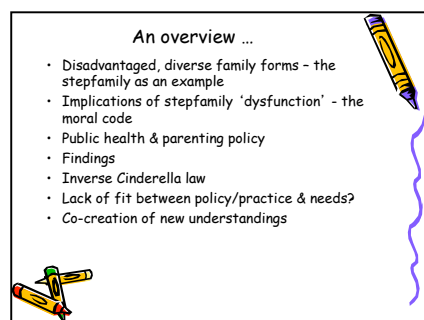 An overview …
• Disadvantaged, diverse family forms – the
stepfamily as an example
• Implications of stepfamily ‘dysfunction’ - the
moral code
• Public health & parenting policy
• Findings
• Inverse Cinderella law
• Lack of fit between policy/practice & needs?
• Co-creation of new understandings